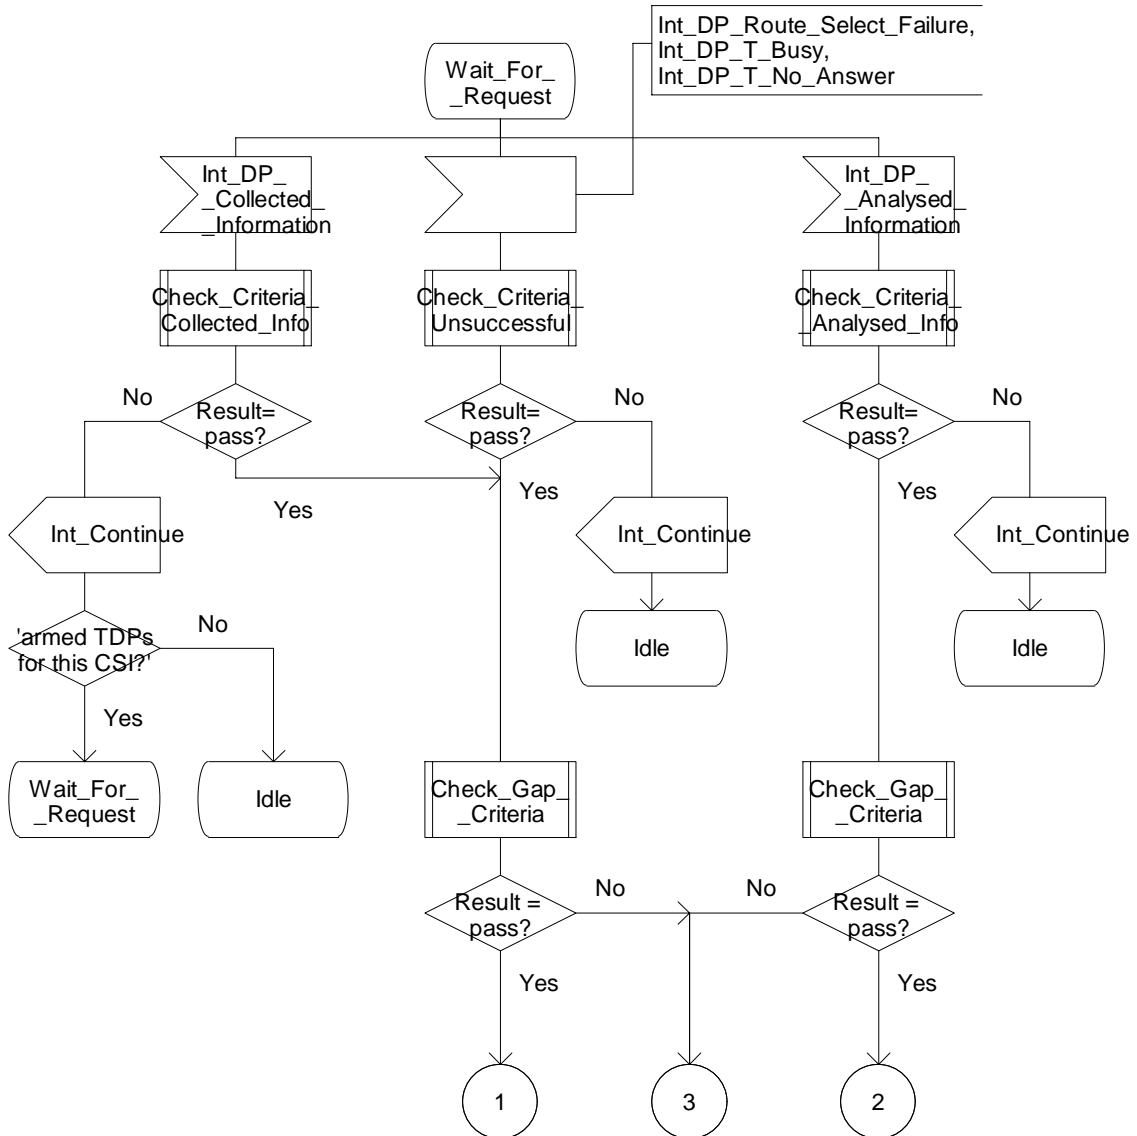 Int_DP_Route_Select_Failure,
Int_DP_T_Busy,
Int_DP_T_No_Answer
Wait_For_
_Request
Int_DP_
_Collected_
_Information
Int_DP_
_Analysed_
Information
Check_Criteria_
Collected_Info
Check_Criteria_
Unsuccessful
Check_Criteria_
_Analysed_Info
No
Result=
pass?
Yes
Result=
pass?
No
Yes
Result=
pass?
No
Yes
Int_Continue
Int_Continue
Int_Continue
'armed TDPs
for this CSI?'
No
Yes
Idle
Idle
Wait_For_
_Request
Idle
Check_Gap_
_Criteria
Check_Gap_
_Criteria
Result =
pass?
No
No
Result =
pass?
Yes
Yes
1
3
2